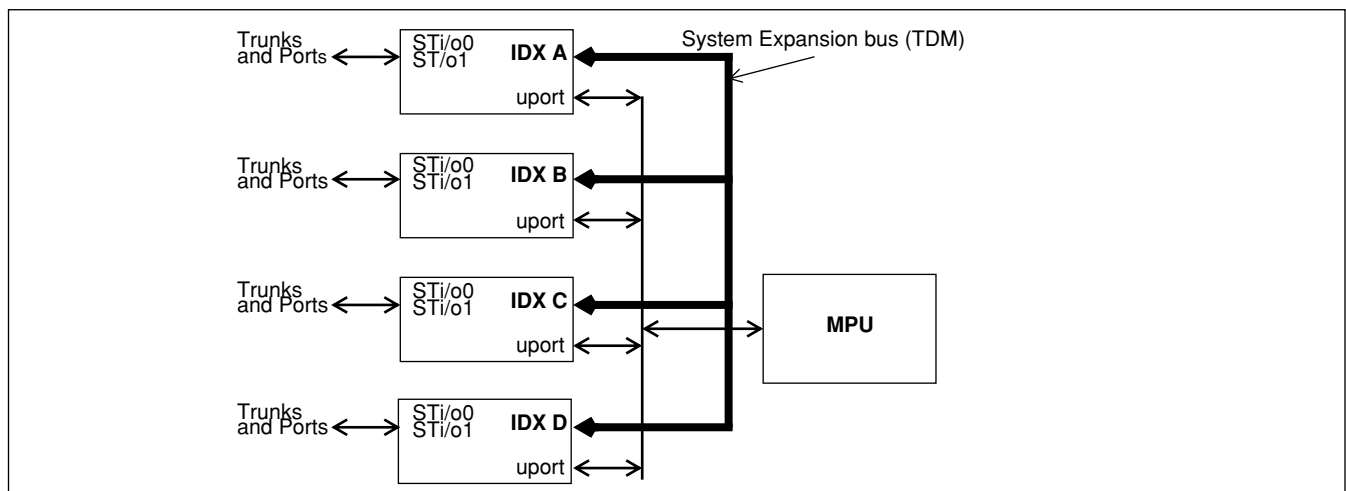 System Expansion bus (TDM)
Trunks
and Ports
STi/o0
ST/o1
IDX A
uport
Trunks
and Ports
STi/o0
STi/o1
IDX B
uport
Trunks
and Ports
STi/o0
STi/o1
IDX C
uport
MPU
Trunks
and Ports
STi/o0
STi/o1
IDX D
uport